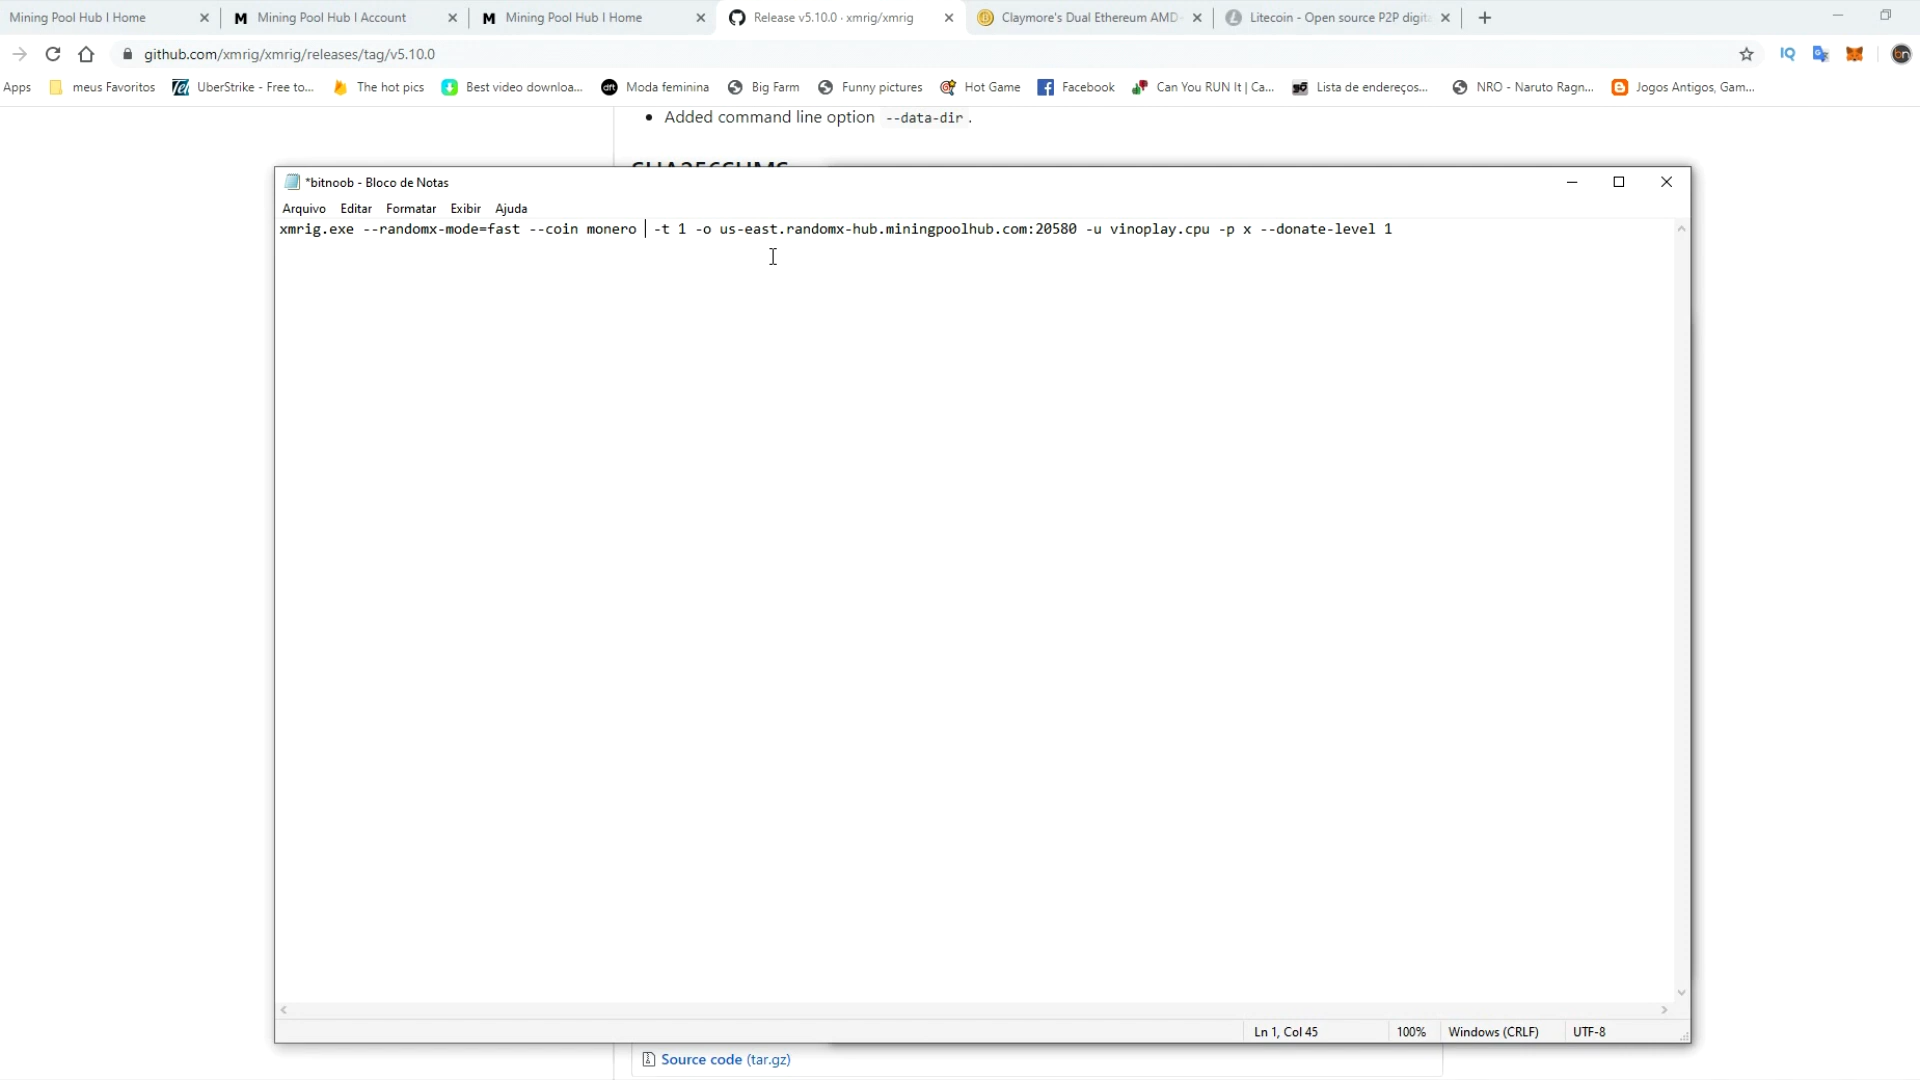 Mining Pool Hub I Home
M Mining Pool Hub I Account
M Mining Pool Hub I Home
Release v5.10.0 · xmrig/xmrig
Claymore's Dual Ethereum AMD
Litecoin - Open source P2P digit
github.com/xmrig/xmrig/releases/tag/v5.10.0
IQ
bn
Apps
meus Favoritos
UberStrike - Free to...
The hot pics
Best video downloa...
Moda feminina
Big Farm
Funny pictures
Hot Game
Facebook
Can You RUN It | Ca...
Lista de endereços...
NRO - Naruto Ragn...
Jogos Antigos, Gam...
Added command line option --data-dir .
*bitnoob - Bloco de Notas
Arquivo Editar Formatar Exibir Ajuda
xmrig.exe --randomx-mode=fast --coin monero -t 1 -o us-east.randomx-hub.miningpoolhub.com:20580 -u vinoplay.cpu -p x --donate-level 1
Ln 1, Col 45
100%
Windows (CRLF)
UTF-8
Source code (tar.gz)